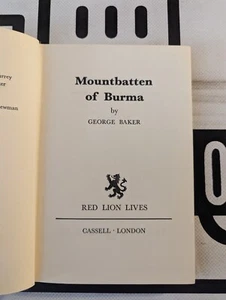 Mountbatten
of Burma
by
GEORGE BAKER
RED LION LIVES
CASSELL · LONDON